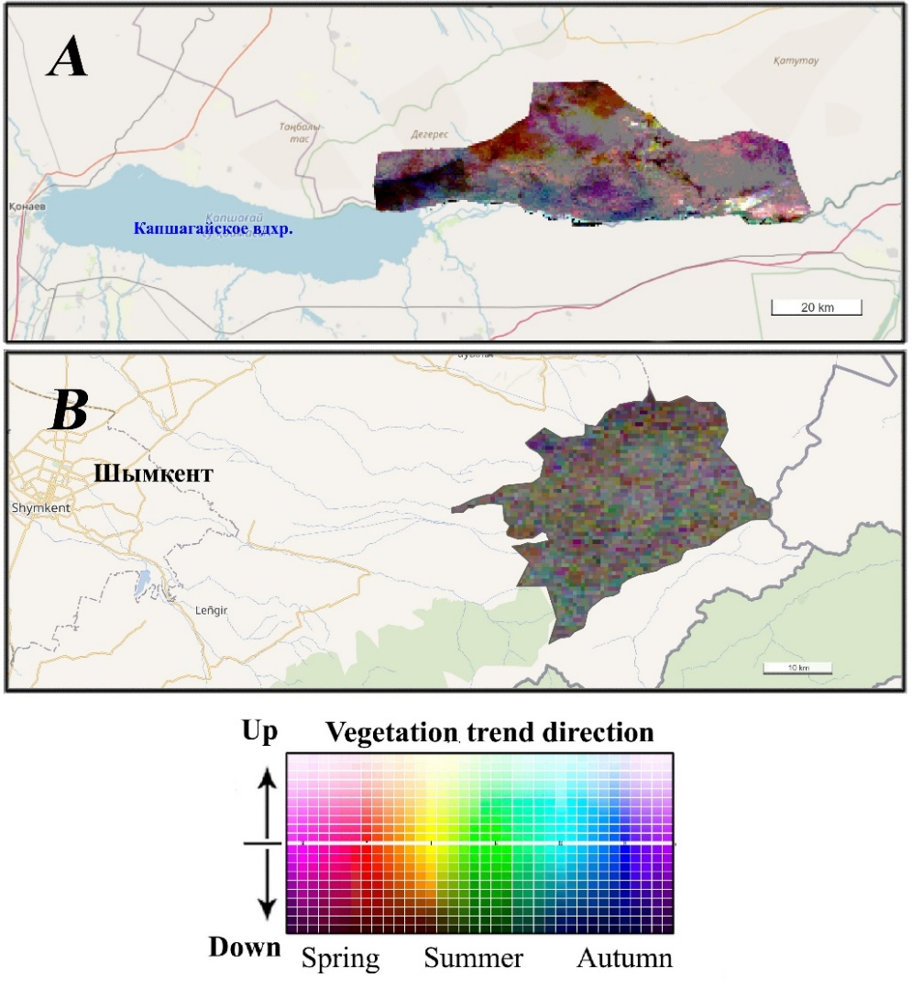 A
Қатутау
Таңбалы
тас
Дегерес
Қонаев
Қапшағай
Капшагайское вдхр.
20 km
B
Шымкент
Shymkent
Leñgir
10 km
Up
Vegetation trend direction
Down
Spring
Summer
Autumn